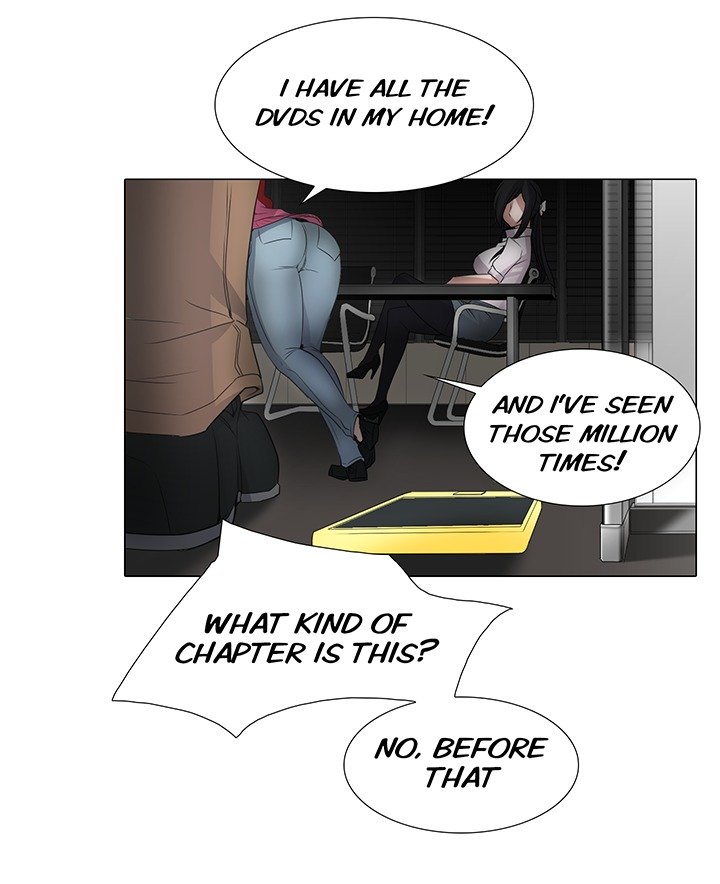 I HAVE ALL THE
DVDS IN MY HOME!
AND I'VE SEEN
THOSE MILLION
TIMES!
WHAT KIND OF
CHAPTER IS THIS?
NO, BEFORE
THAT